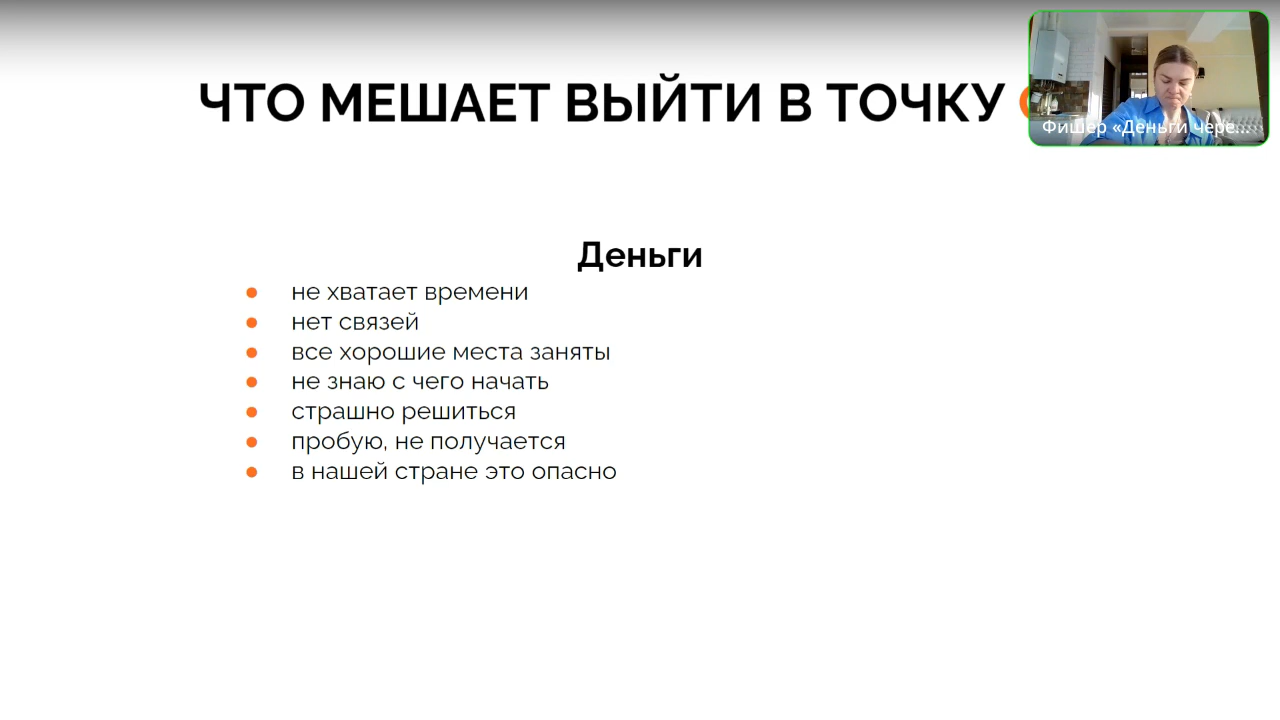 ЧТО МЕШАЕТ ВЫЙТИ В ТОЧКУ
Фишер «Деньги чере...
Деньги
не хватает времени
нет связей
все хорошие места заняты
не знаю с чего начать
страшно решиться
пробую, не получается
в нашей стране это опасно